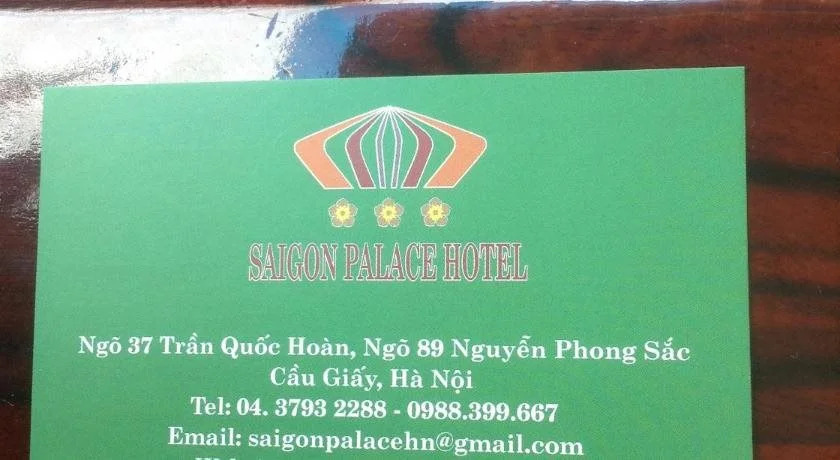 SAIGON PALACE HOTEL
Ngõ 37 Trần Quốc Hoàn, Ngõ 89 Nguyễn Phong Sắc
Cầu Giấy, Hà Nội
Tel: 04. 3793 2288 - 0988.399.667
Email: saigonpalacehn@gmail.com